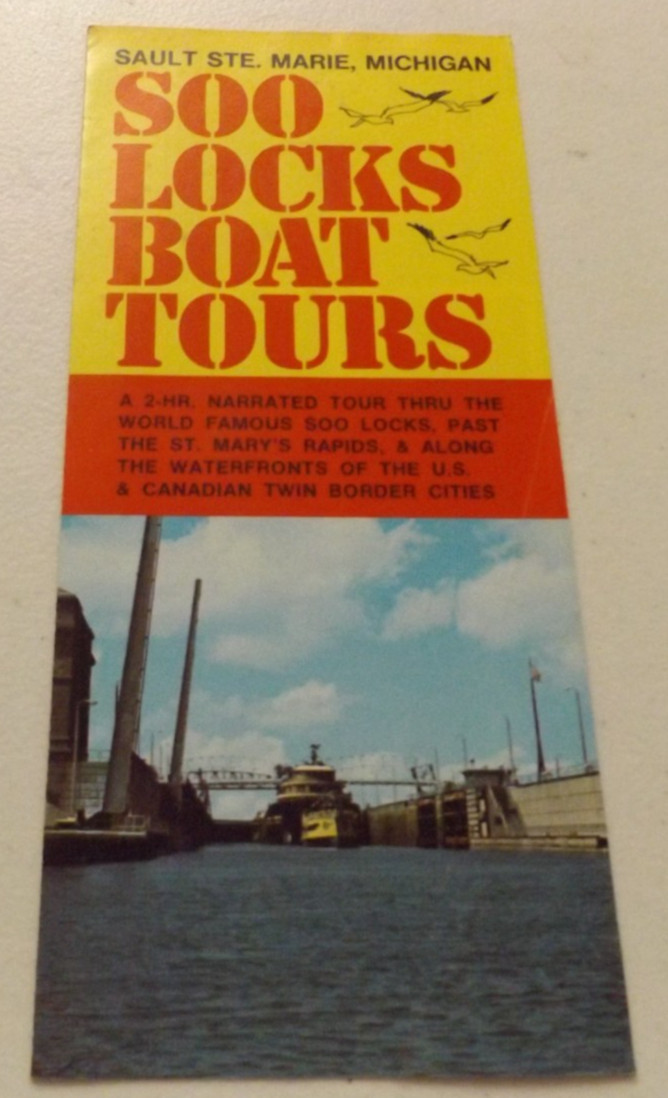 SAULT STE. MARIE, MICHIGAN
SOO
LOCKS
BOAT
TOURS
A 2-HR. NARRATED TOUR THRU THE
WORLD FAMOUS SOO LOCKS, PAST
THE ST. MARY'S RAPIDS, & ALONG
THE WATERFRONTS OF THE U.S.
& CANADIAN TWIN BORDER CITIES